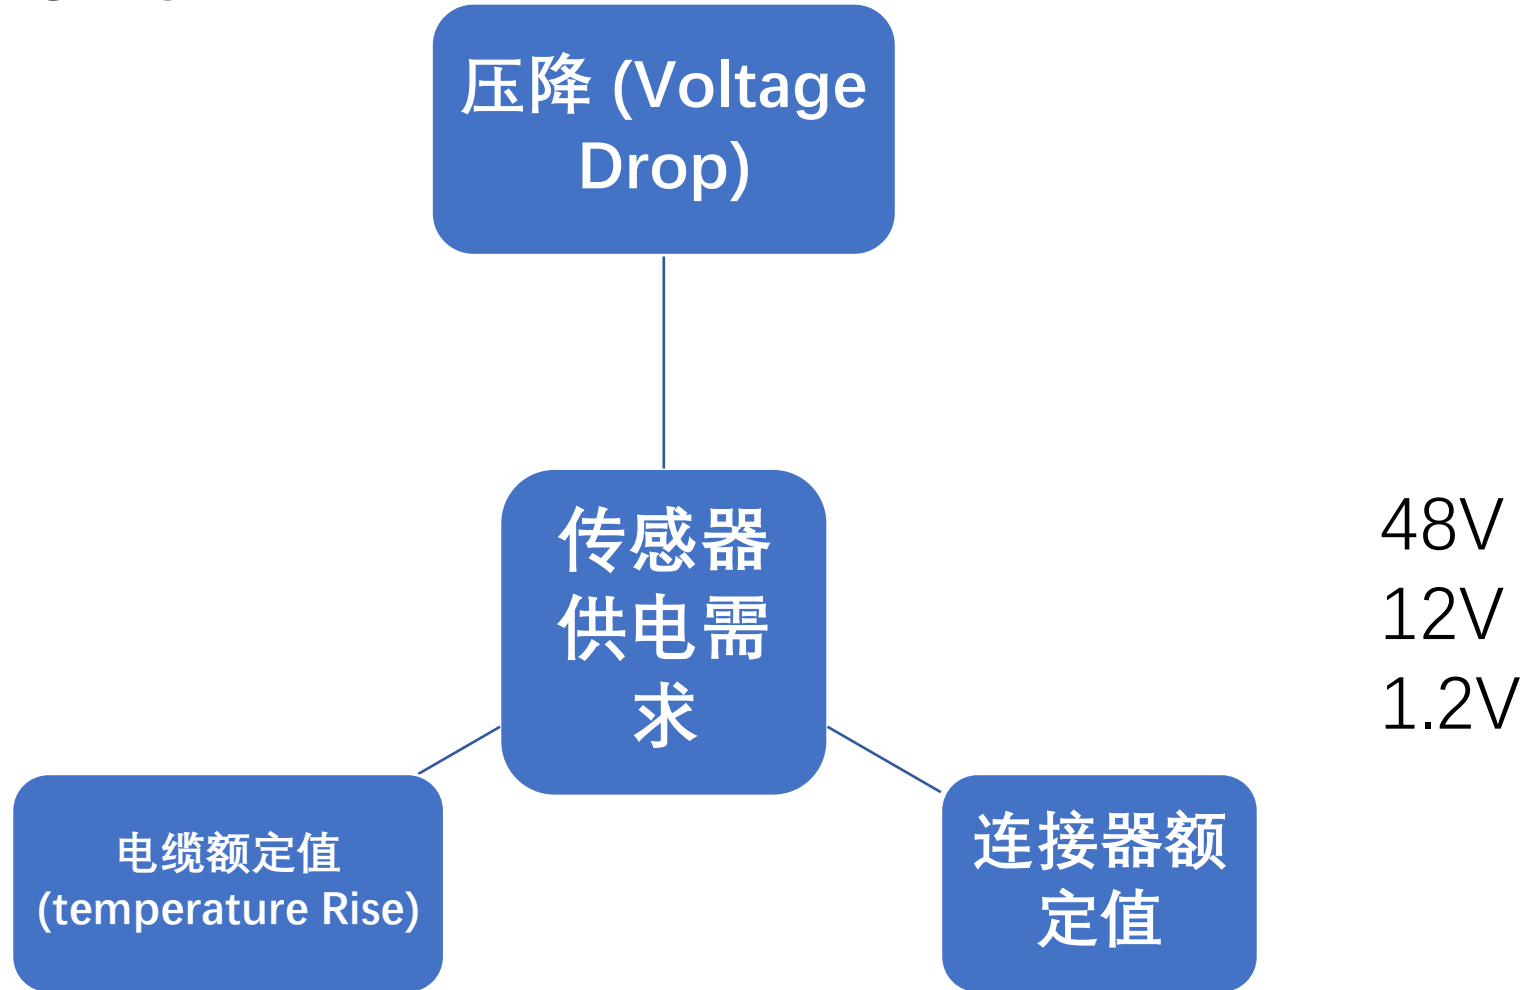 压降 (Voltage
Drop)
传感器
供电需
求
48V
12V
1.2V
电缆额定值
(temperature Rise)
连接器额
定值